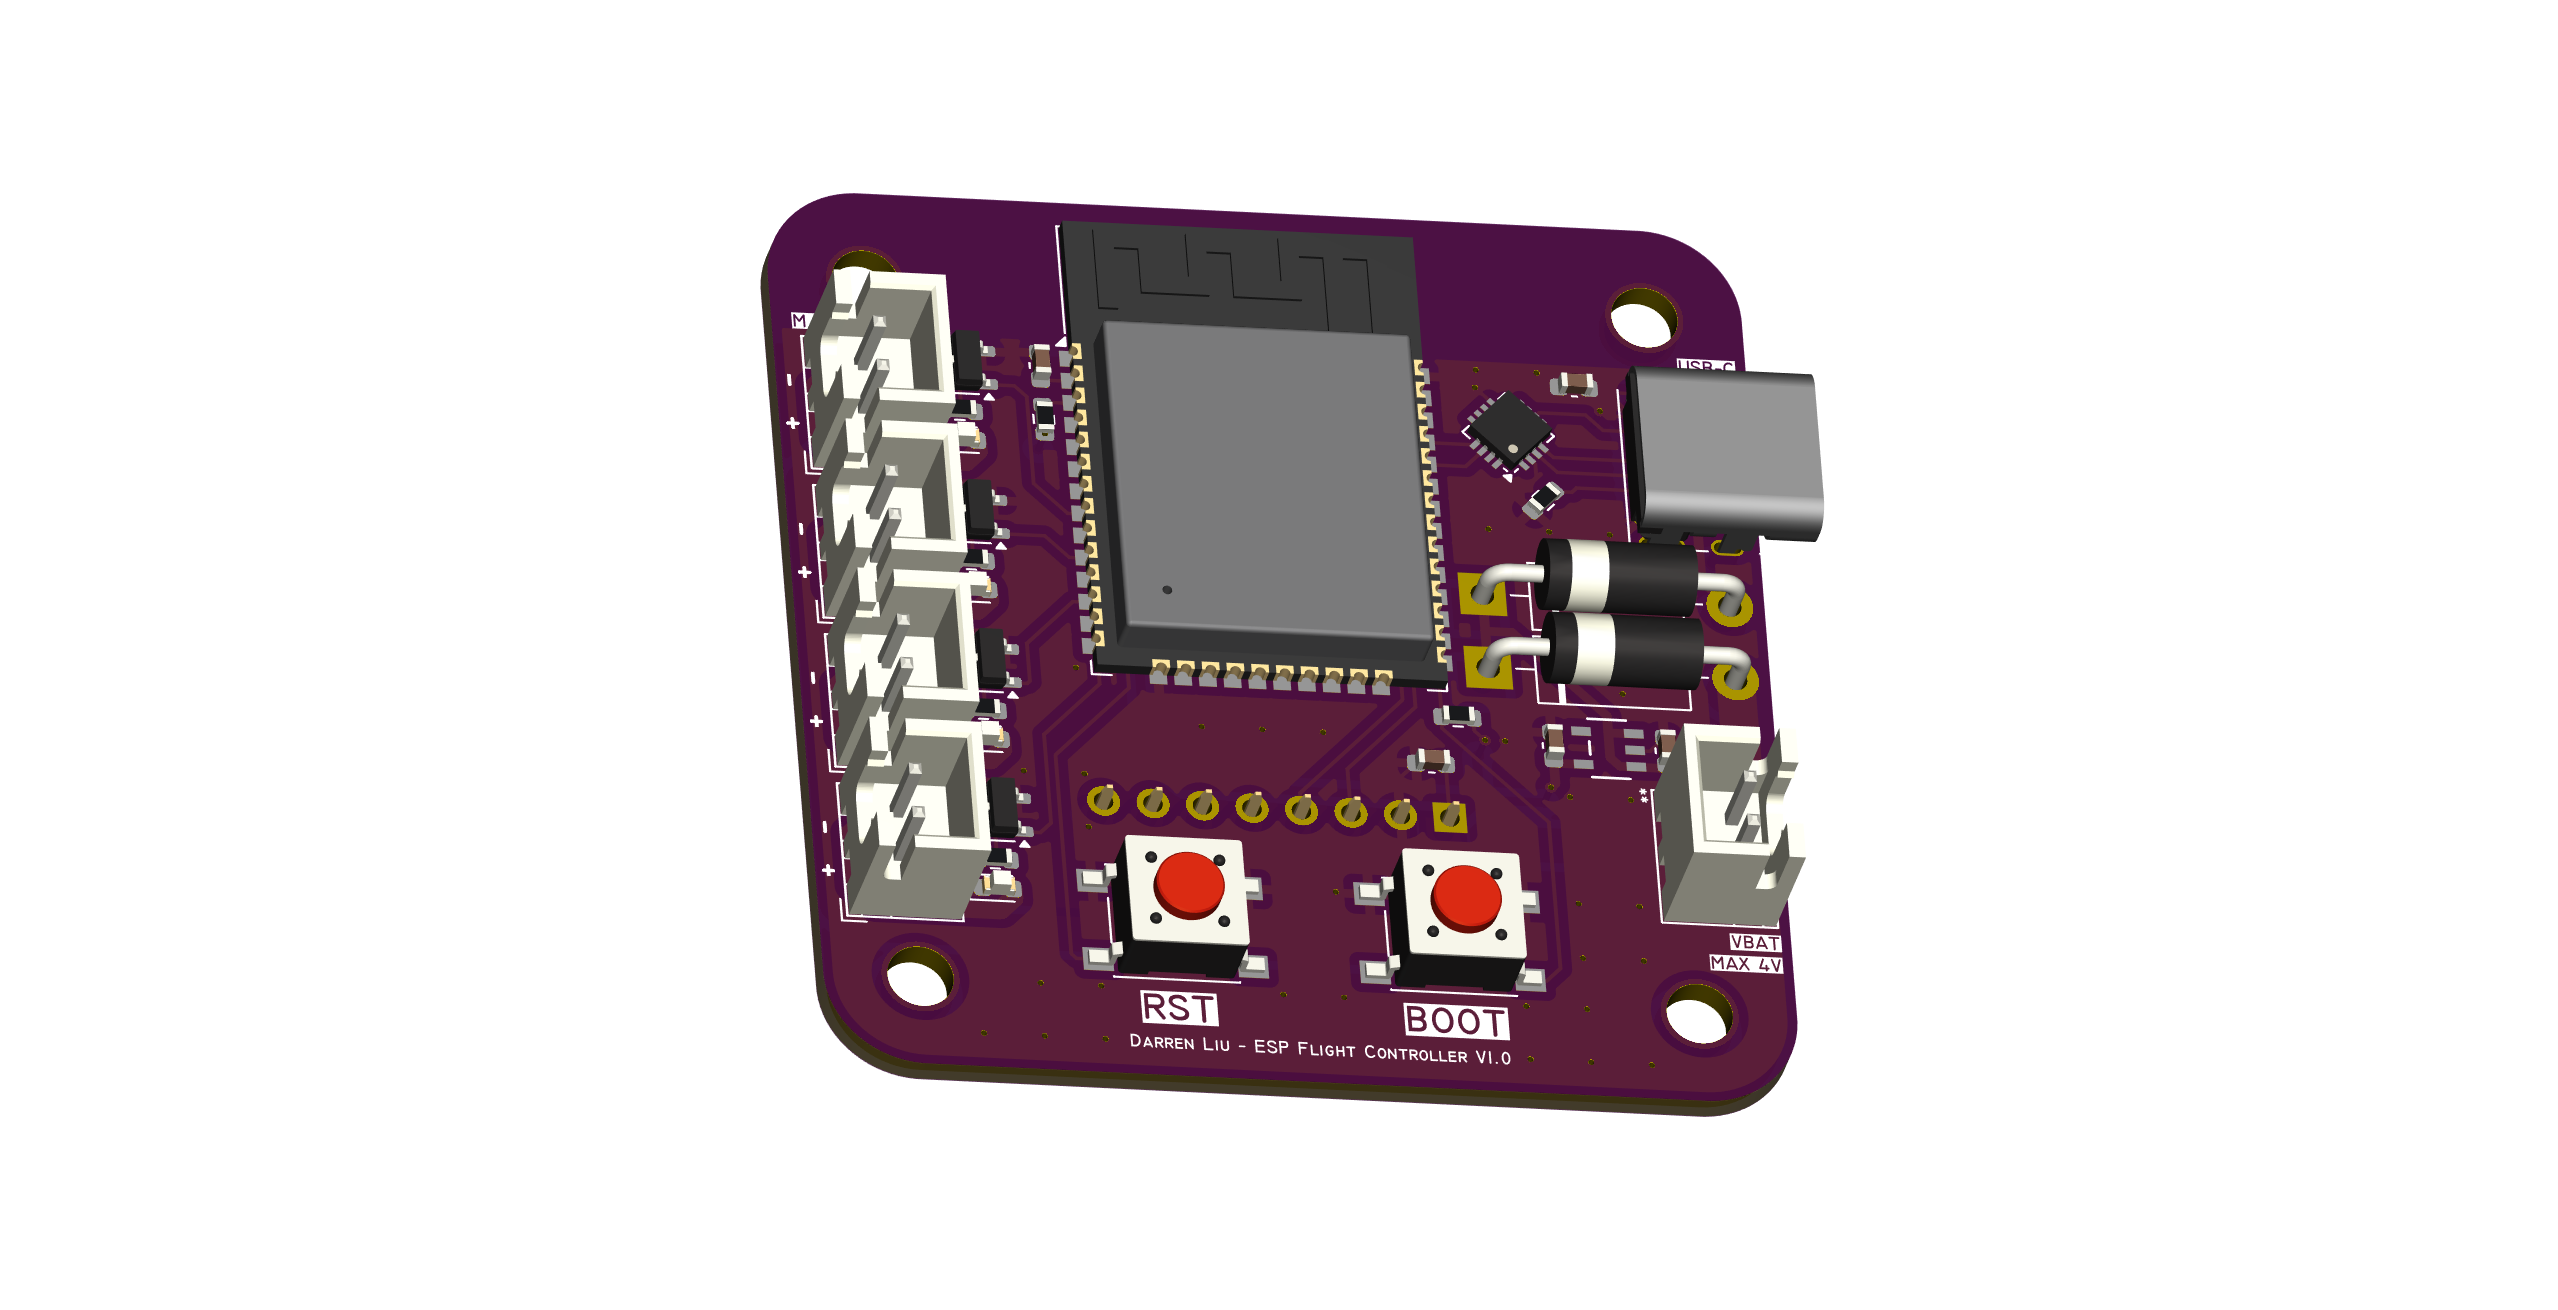 M
USB-C
-
+
-
+
-
+
-
+
**
VBAT
MAX 4V
RST
BOOT
DARREN LIU - ESP FLIGHT CONTROLLER V1.0